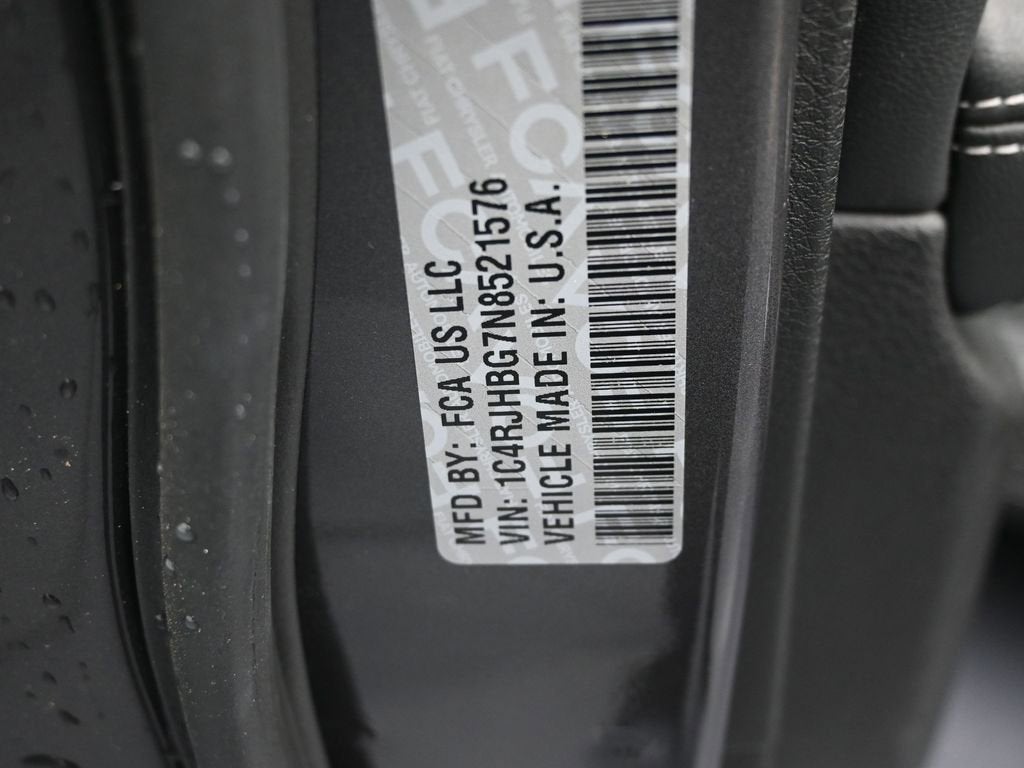 MFD BY: FCA US LLC
VIN: 1C4RJHBG7N8521576
VEHICLE MADE IN: U.S.A.